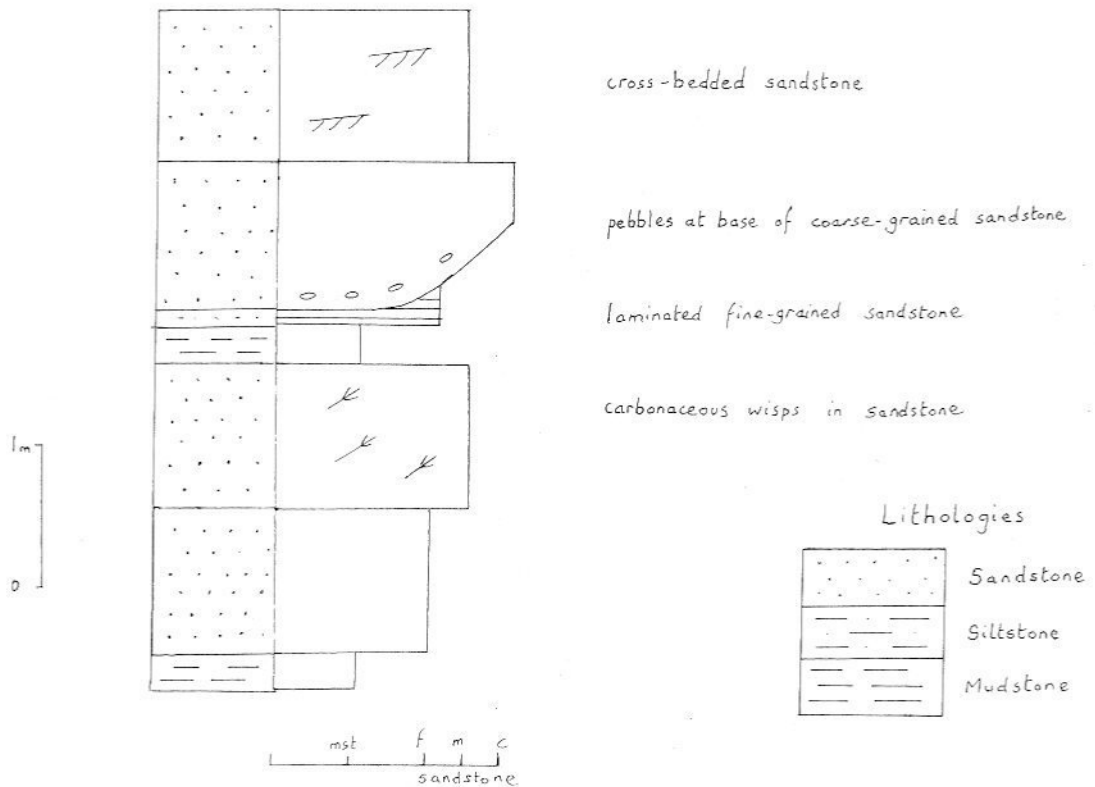 cross-bedded sandstone
pebbles at base of coarse-grained sandstone
laminated fine-grained sandstone
carbonaceous wisps in sandstone
1m
0
Lithologies
Sandstone
Siltstone
Mudstone
mst f m c
sandstone